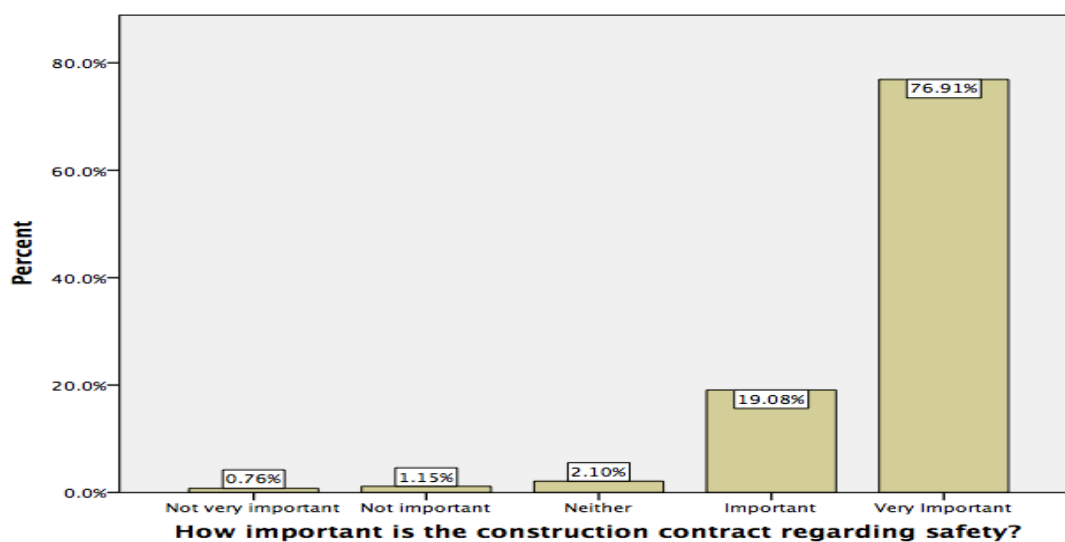 Percent
80.0%
60.0%
40.0%
20.0%
0.0%
0.76%
1.15%
2.10%
19.08%
76.91%
Not very important
Not important
Neither
Important
Very Important
How important is the construction contract regarding safety?